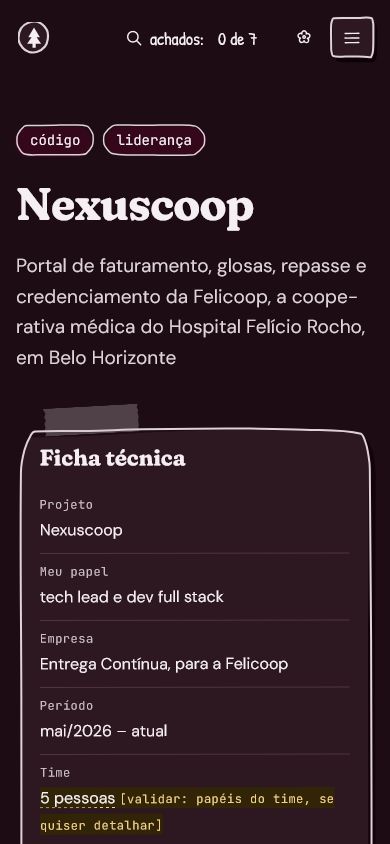 achados: 0 de 7
código liderança
Nexuscoop
Portal de faturamento, glosas, repasse e
credenciamento da Felicoop, a coope-
rativa médica do Hospital Felício Rocho,
em Belo Horizonte
Ficha técnica
Projeto
Nexuscoop
Meu papel
tech lead e dev full stack
Empresa
Entrega Contínua, para a Felicoop
Período
mai/2026 – atual
Time
5 pessoas [validar: papéis do time, se
quiser detalhar]